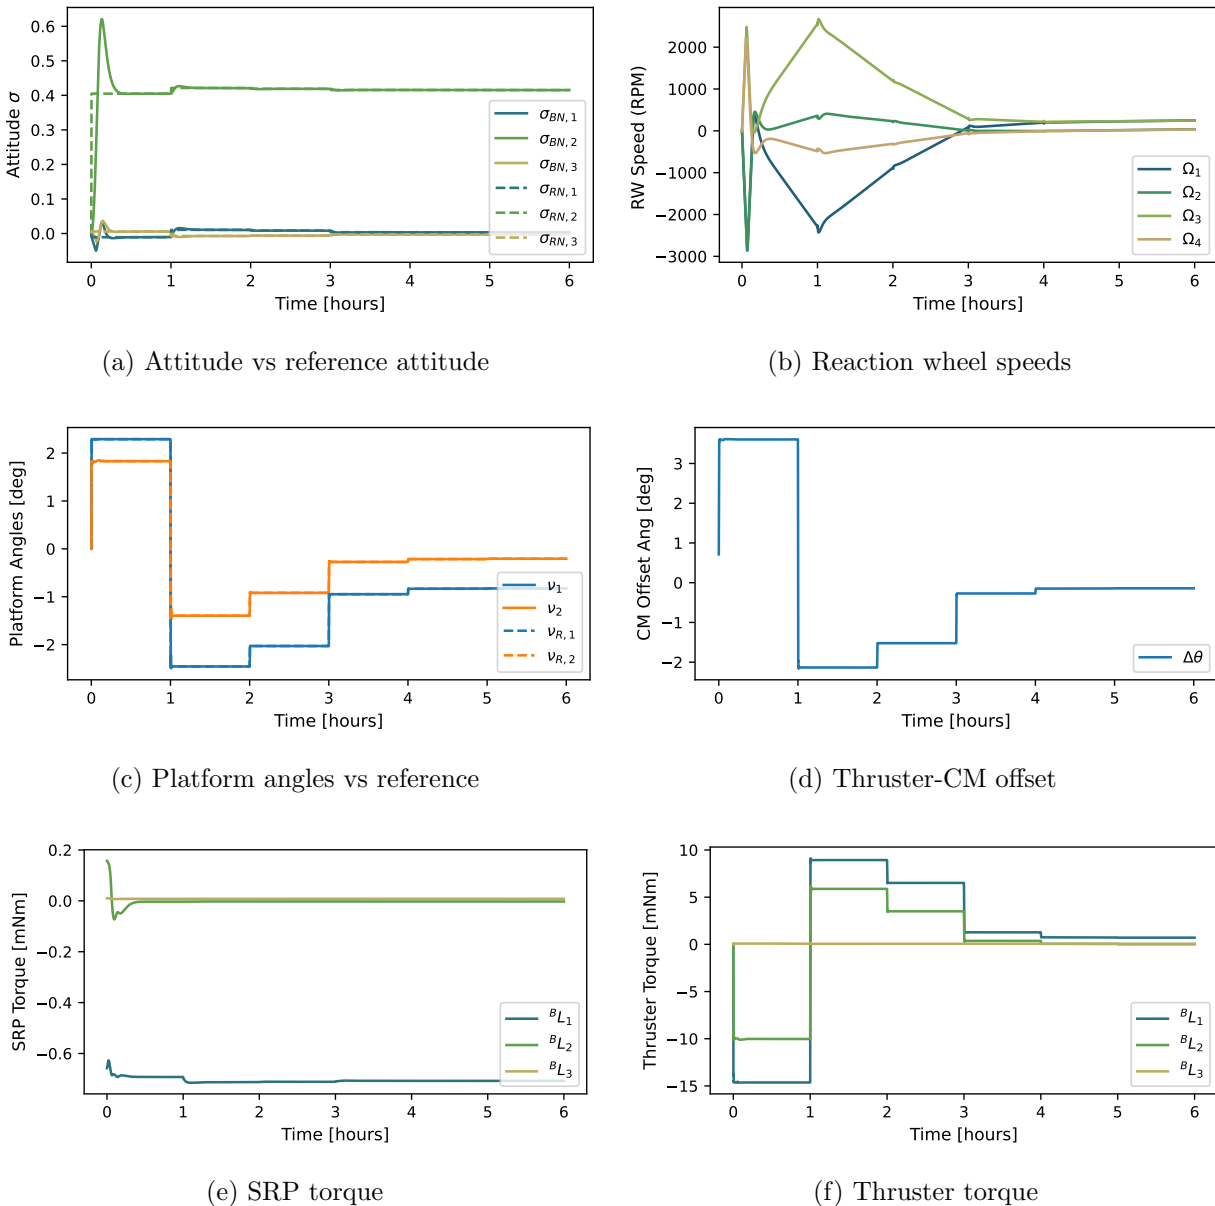 Attitude σ
0.6
0.5
0.4
0.3
0.2
0.1
0.0
σBN, 1
σBN, 2
σBN, 3
σRN, 1
σRN, 2
σRN, 3
0 1 2 3 4 5 6
Time [hours]
(a) Attitude vs reference attitude
RW Speed (RPM)
2000
1000
0
−1000
−2000
−3000
Ω1
Ω2
Ω3
Ω4
0 1 2 3 4 5 6
Time [hours]
(b) Reaction wheel speeds
Platform Angles [deg]
2
1
0
−1
−2
ν1
ν2
νR, 1
νR, 2
0 1 2 3 4 5 6
Time [hours]
(c) Platform angles vs reference
CM Offset Ang [deg]
3
2
1
0
−1
−2
Δθ
0 1 2 3 4 5 6
Time [hours]
(d) Thruster-CM offset
SRP Torque [mNm]
0.2
0.0
−0.2
−0.4
−0.6
BL1
BL2
BL3
0 1 2 3 4 5 6
Time [hours]
(e) SRP torque
Thruster Torque [mNm]
10
5
0
−5
−10
−15
BL1
BL2
BL3
0 1 2 3 4 5 6
Time [hours]
(f) Thruster torque